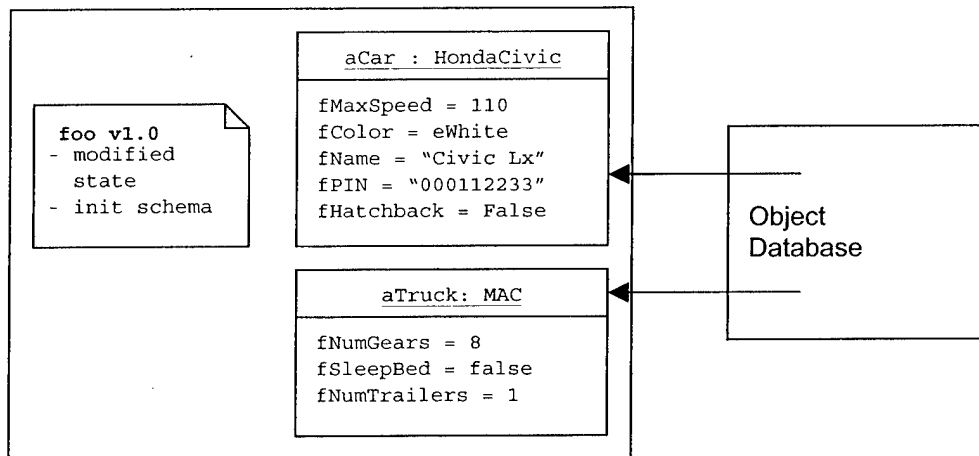 foo v1.0
- modified
state
- init schema
aCar : HondaCivic
fMaxSpeed = 110
fColor = eWhite
fName = “Civic Lx”
fPIN = “000112233”
fHatchback = False
aTruck: MAC
fNumGears = 8
fSleepBed = false
fNumTrailers = 1
Object
Database